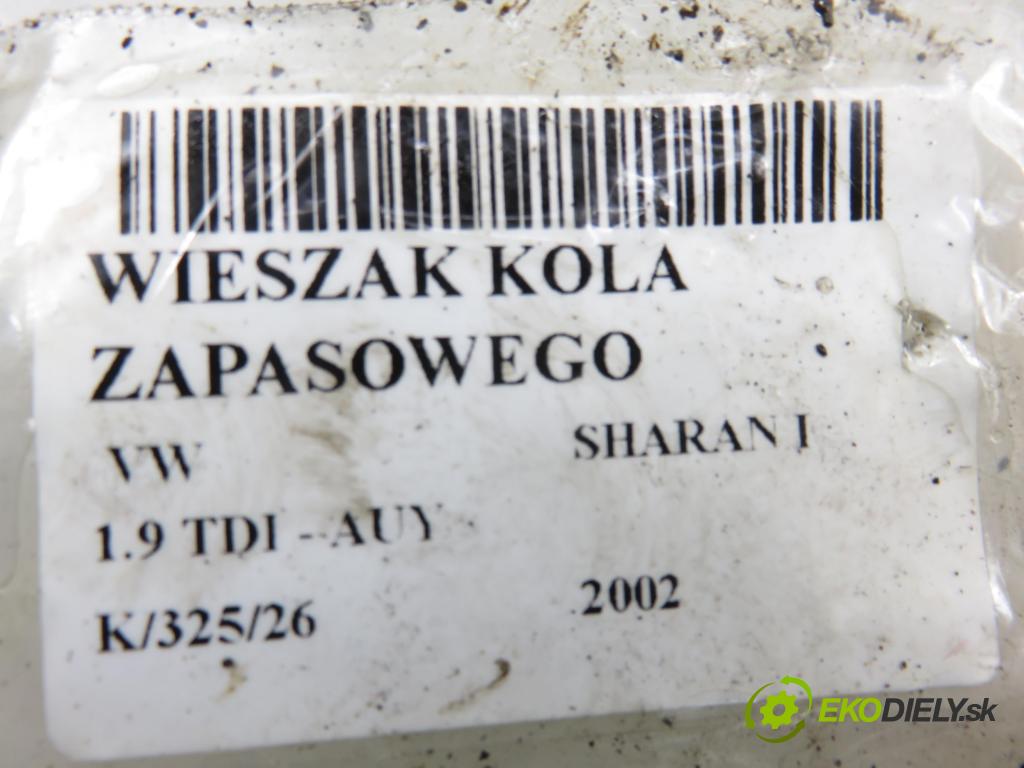 WIESZAK KOLA
ZAPASOWEGO
VW SHARAN I
1.9 TDI - AUY
K/325/26 2002
EKODIELY.sk